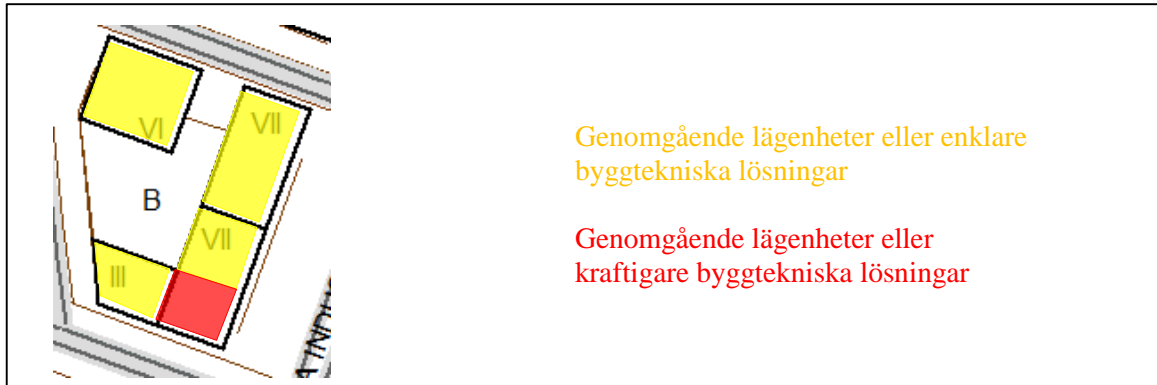 VI
VII
B
VII
III
Genomgående lägenheter eller enklare
byggtekniska lösningar
Genomgående lägenheter eller
kraftigare byggtekniska lösningar